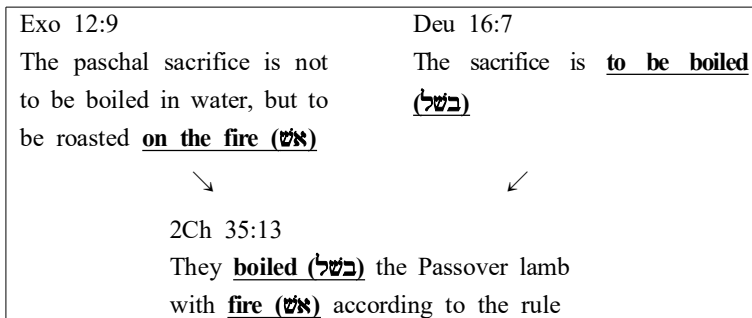 Exo 12:9
The paschal sacrifice is not
to be boiled in water, but to
be roasted on the fire (אשׁ)
Deu 16:7
The sacrifice is to be boiled
(בשׁל)
↘ ↙
2Ch 35:13
They boiled (בשׁל) the Passover lamb
with fire (אשׁ) according to the rule